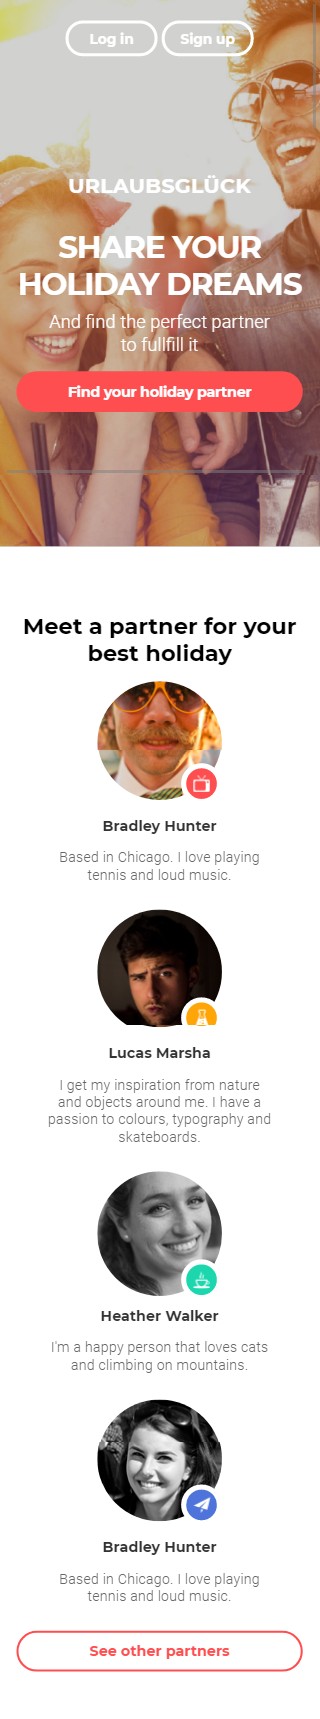 Log in Sign up
URLAUBSGLÜCK
SHARE YOUR
HOLIDAY DREAMS
And find the perfect partner
to fullfill it
Find your holiday partner
Meet a partner for your
best holiday
Bradley Hunter
Based in Chicago. I love playing
tennis and loud music.
Lucas Marsha
I get my inspiration from nature
and objects around me. I have a
passion to colours, typography and
skateboards.
Heather Walker
I'm a happy person that loves cats
and climbing on mountains.
Bradley Hunter
Based in Chicago. I love playing
tennis and loud music.
See other partners